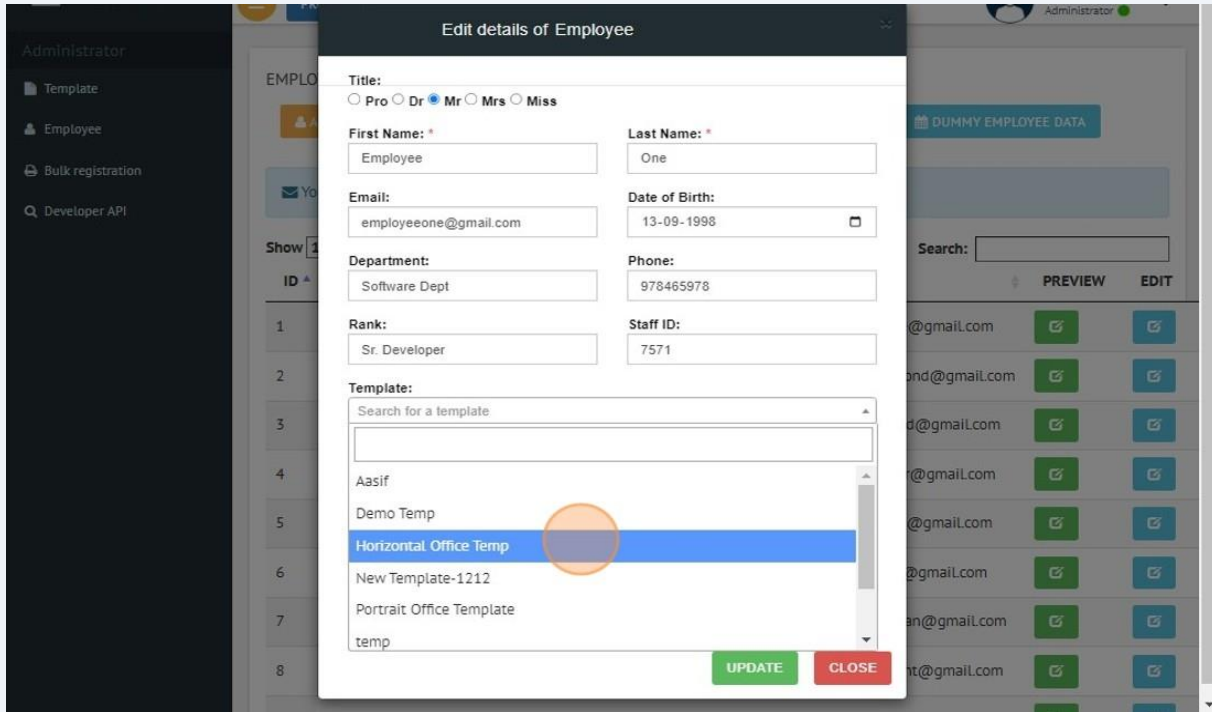 Administrator
Edit details of Employee
Administrator
Template
Employee
Bulk registration
Developer API
EMPLO
DUMMY EMPLOYEE DATA
Yo
Show 1
Search:
ID
PREVIEW
EDIT
Title:
Pro Dr Mr Mrs Miss
First Name: *
Last Name: *
Employee
One
Email:
Date of Birth:
employeeone@gmail.com
13-09-1998
Department:
Phone:
Software Dept
978465978
Rank:
Staff ID:
Sr. Developer
7571
Template:
Search for a template
Aasif
Demo Temp
Horizontal Office Temp
New Template-1212
Portrait Office Template
temp
UPDATE
CLOSE
1
@gmail.com
2
ond@gmail.com
3
d@gmail.com
4
r@gmail.com
5
@gmail.com
6
@gmail.com
7
an@gmail.com
8
nt@gmail.com